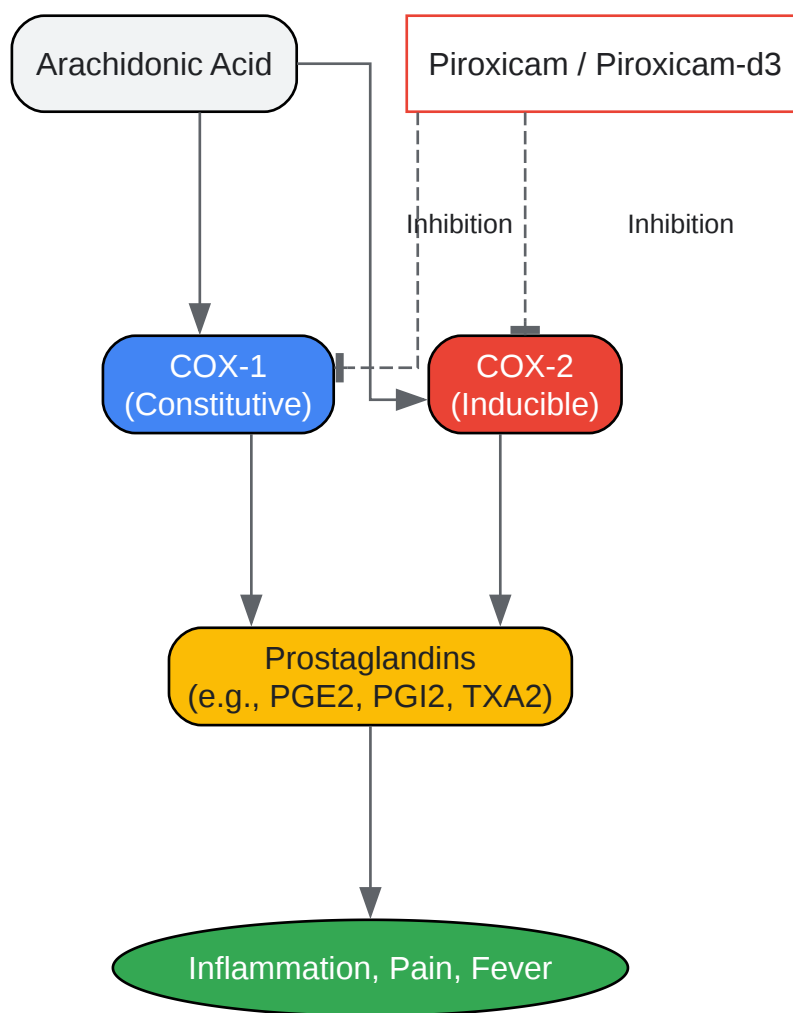 Arachidonic Acid
Piroxicam / Piroxicam-d3
Inhibition
Inhibition
COX-1
(Constitutive)
COX-2
(Inducible)
Prostaglandins
(e.g., PGE2, PGI2, TXA2)
Inflammation, Pain, Fever